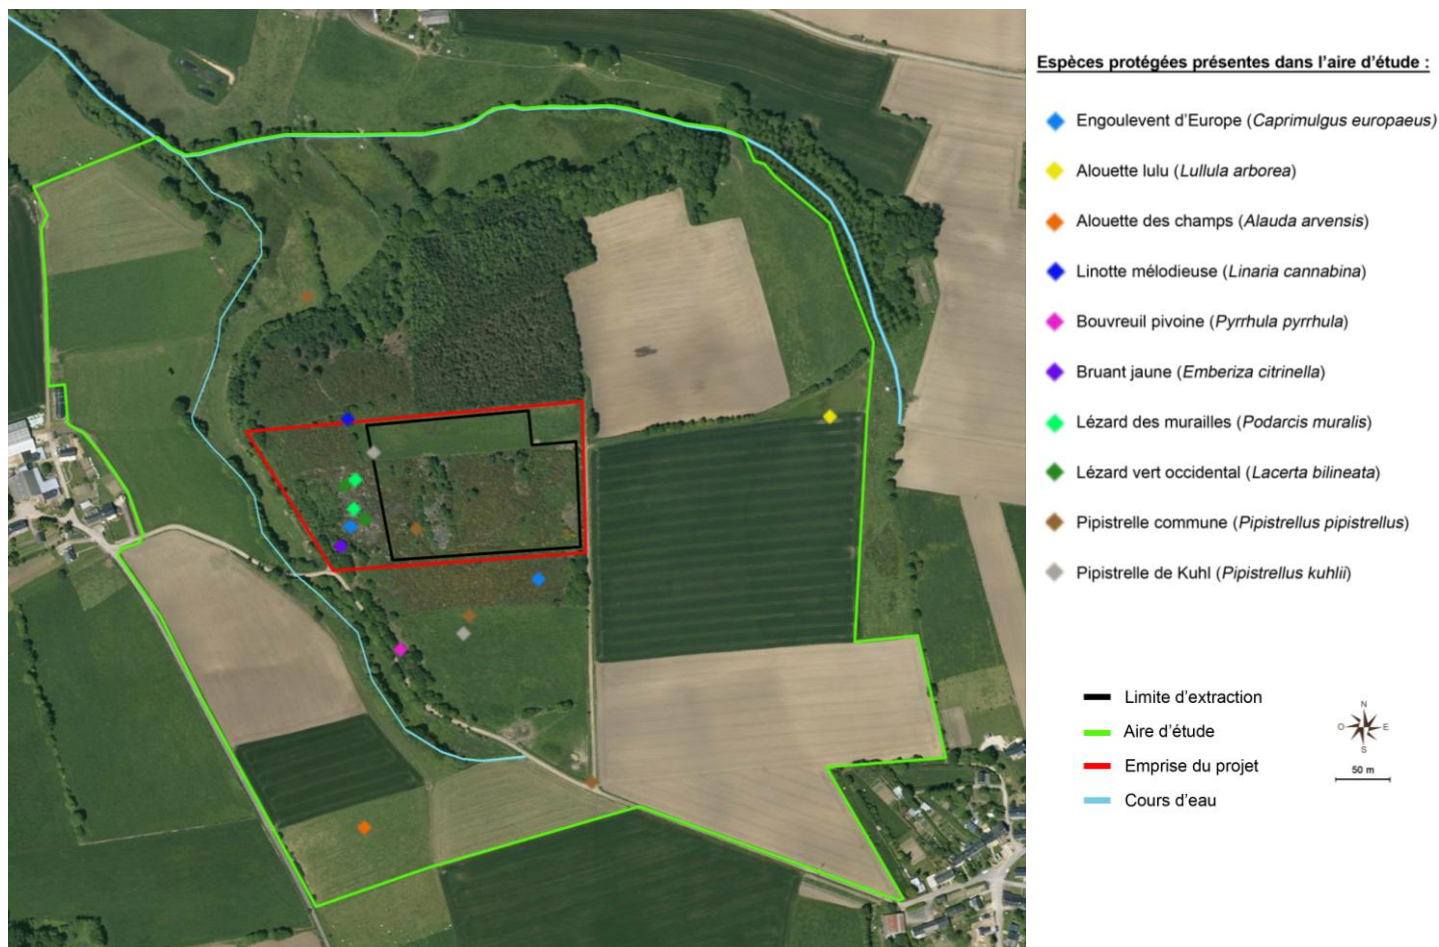 Espèces protégées présentes dans l'aire d'étude :
Engoulevent d'Europe (Caprimulgus europaeus)
Alouette lulu (Lullula arborea)
Alouette des champs (Alauda arvensis)
Linotte mélodieuse (Linaria cannabina)
Bouvreuil pivoine (Pyrrhula pyrrhula)
Bruant jaune (Emberiza citrinella)
Lézard des murailles (Podarcis muralis)
Lézard vert occidental (Lacerta bilineata)
Pipistrelle commune (Pipistrellus pipistrellus)
Pipistrelle de Kuhl (Pipistrellus kuhlii)
Limite d'extraction
Aire d'étude
Emprise du projet
Cours d'eau
N
O E
S
50 m